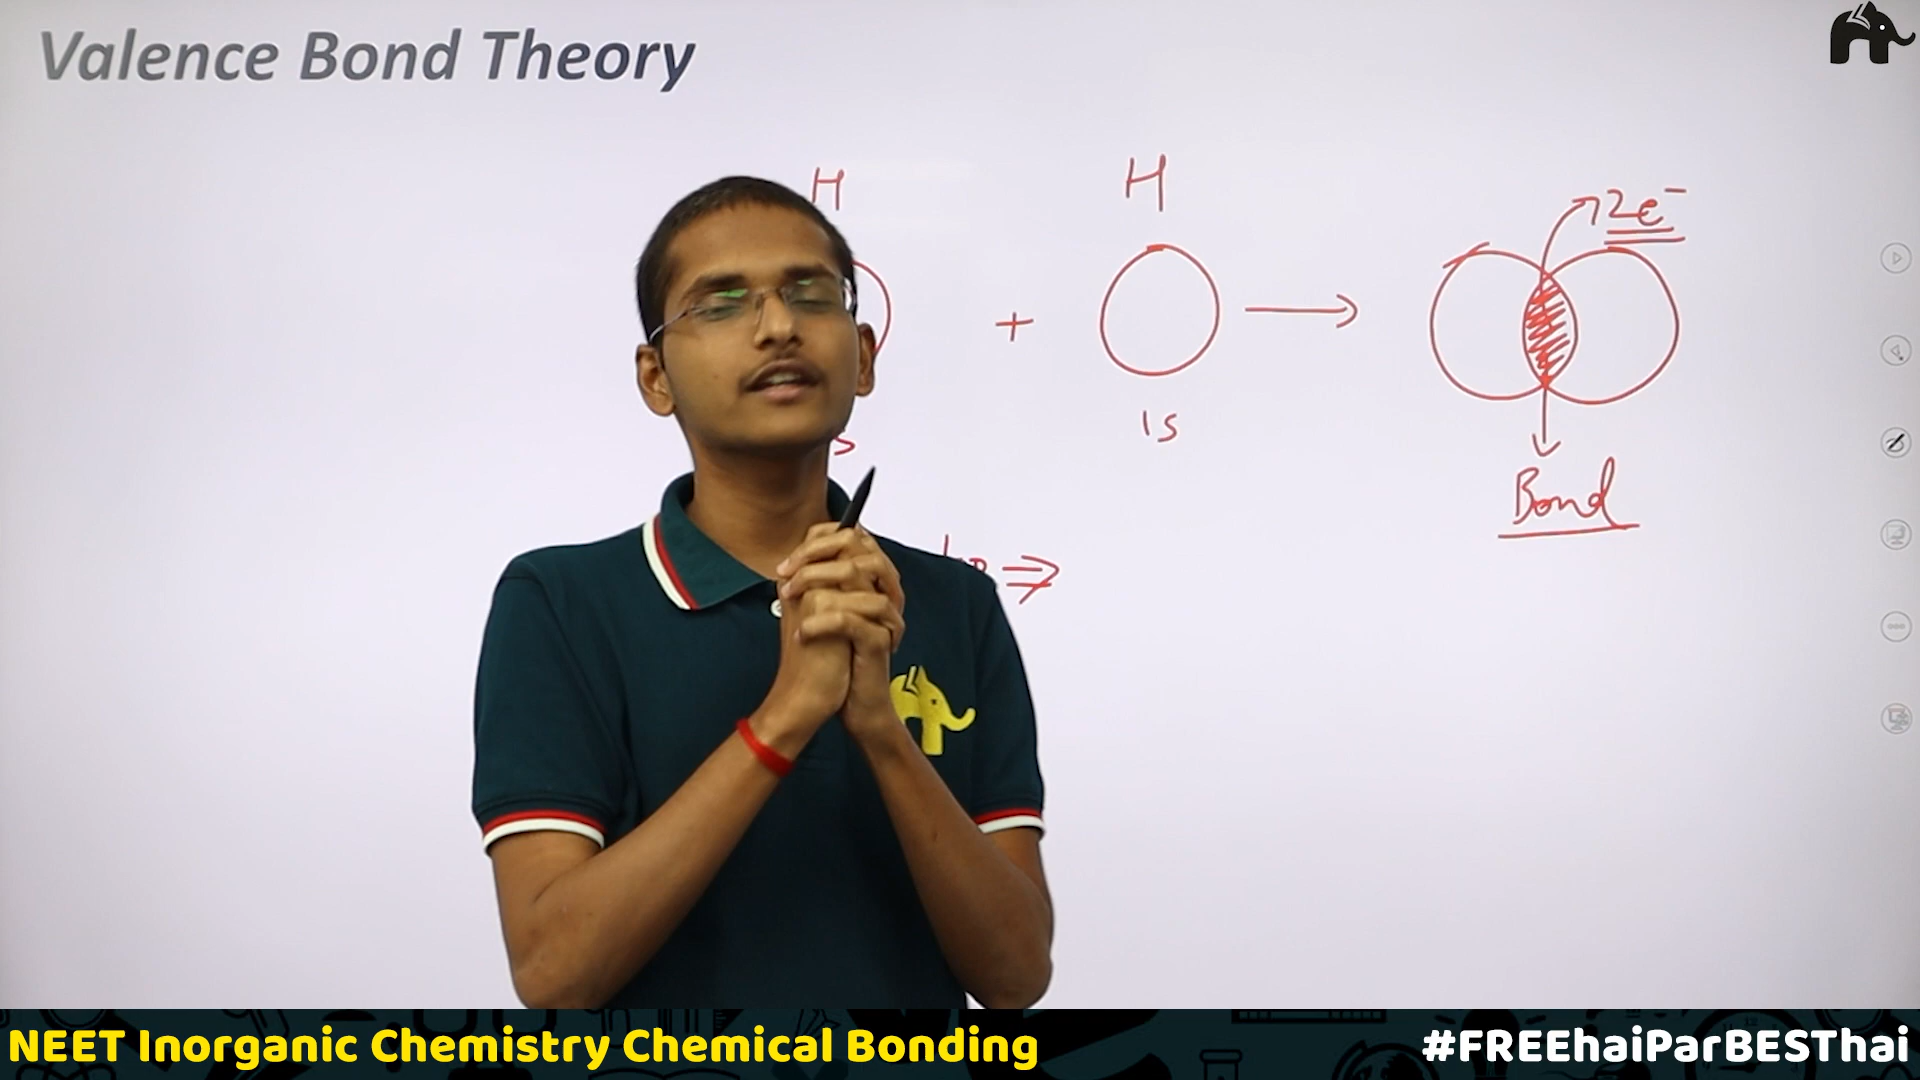 Valence Bond Theory
H
H
2e⁻
+
1s
Bond
⇒
NEET Inorganic Chemistry Chemical Bonding
#FREEhaiParBESThai